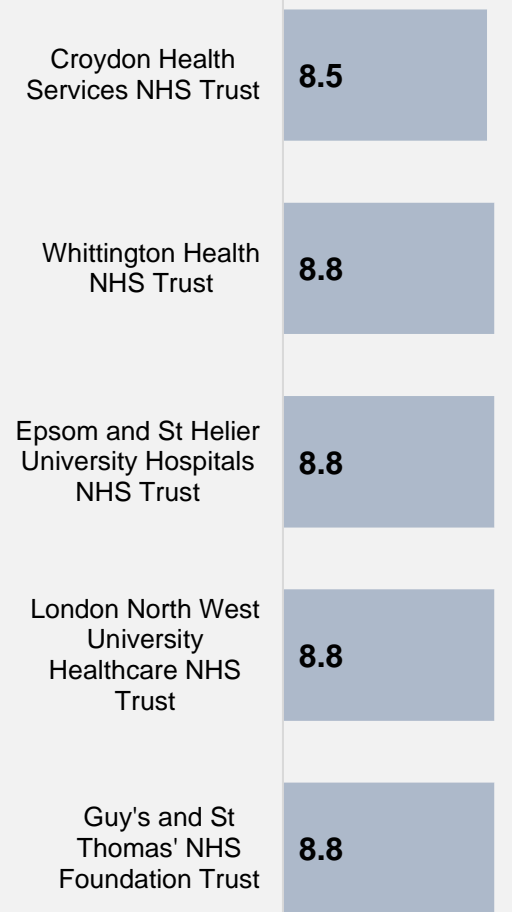 Croydon Health
Services NHS Trust
8.5
Whittington Health
NHS Trust
8.8
Epsom and St Helier
University Hospitals
NHS Trust
8.8
London North West
University
Healthcare NHS
Trust
8.8
Guy's and St
Thomas' NHS
Foundation Trust
8.8